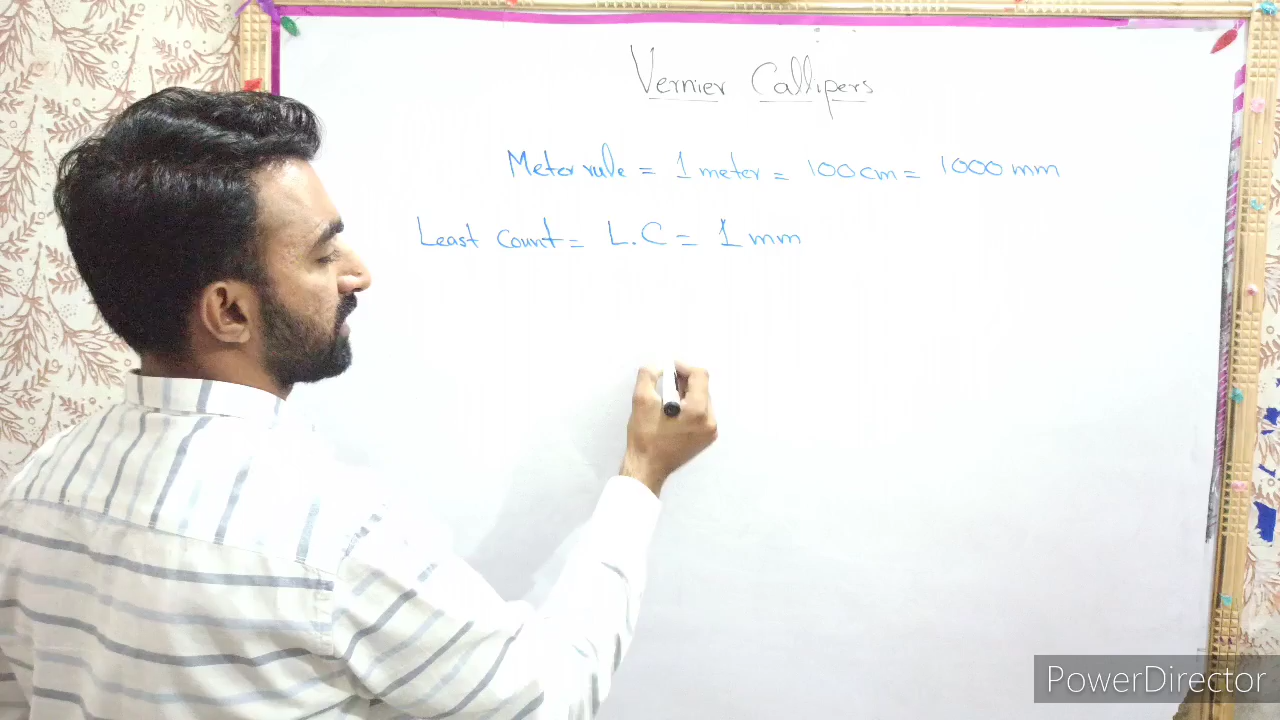 Vernier Callipers
Meter rule = 1 meter = 100 cm = 1000 mm
Least count = L.C = 1 mm
PowerDirector